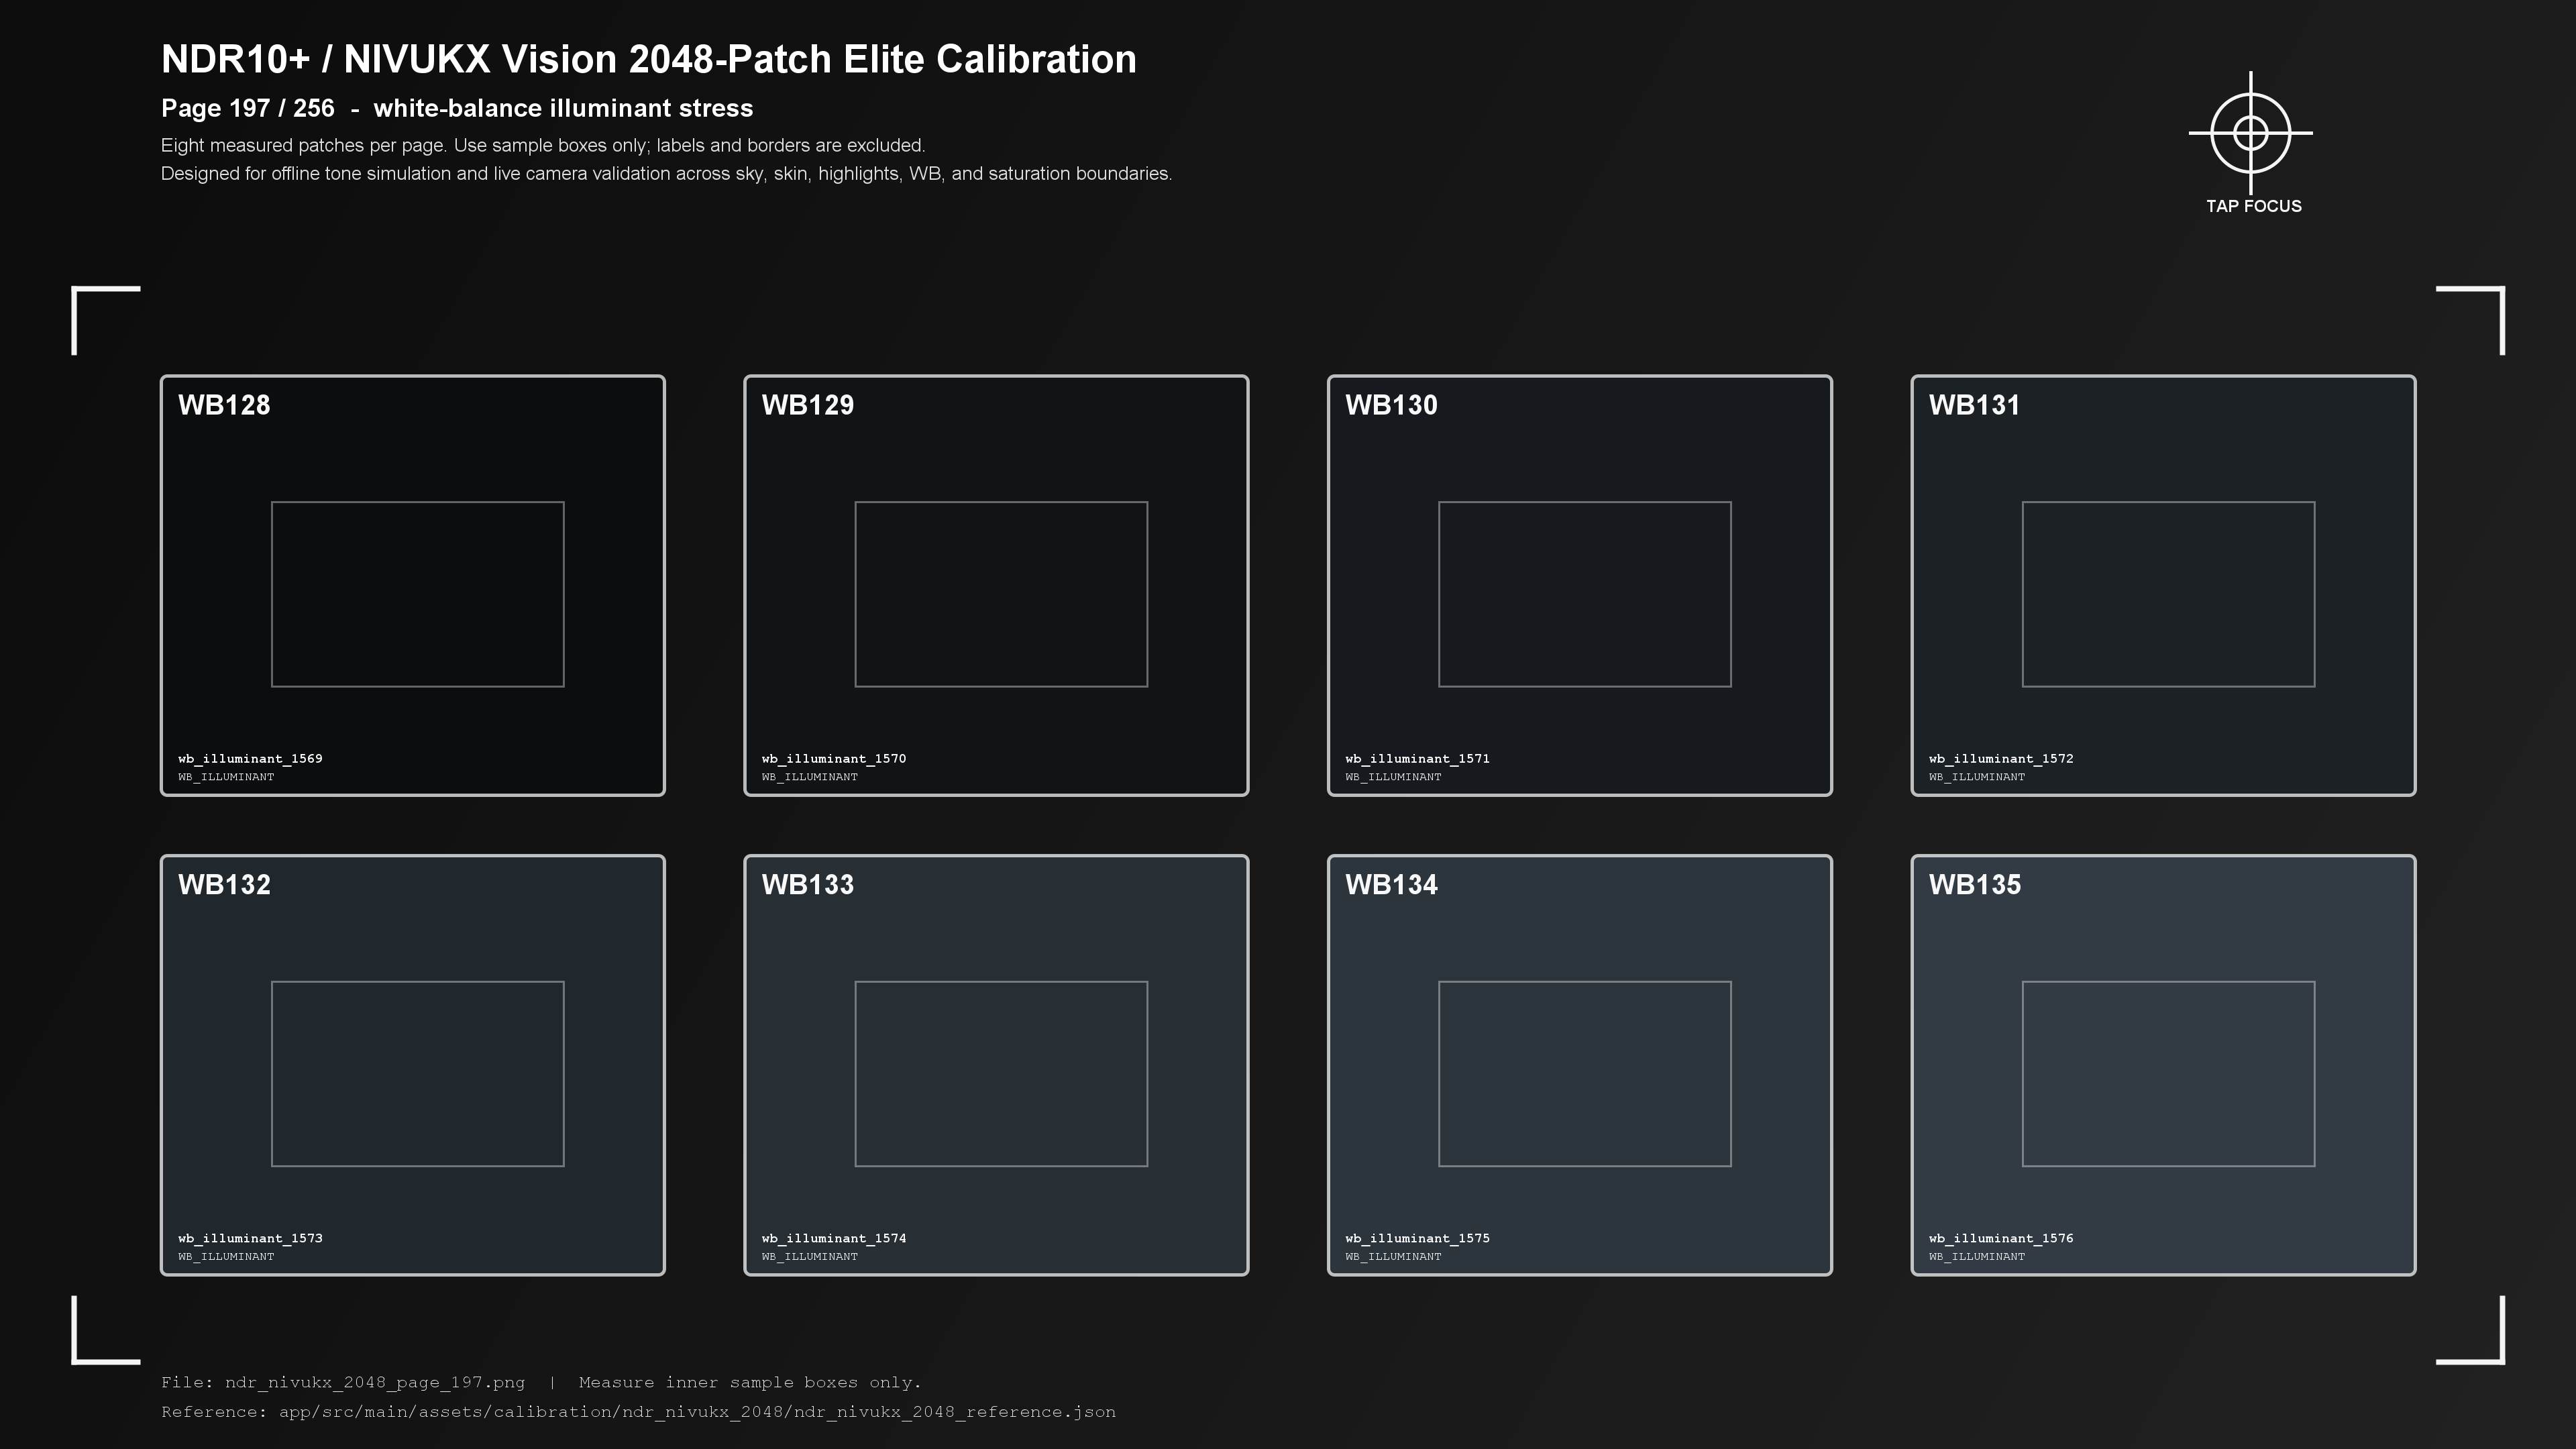 NDR10+ / NIVUKX Vision 2048-Patch Elite Calibration
Page 197 / 256 - white-balance illuminant stress
Eight measured patches per page. Use sample boxes only; labels and borders are excluded.
Designed for offline tone simulation and live camera validation across sky, skin, highlights, WB, and saturation boundaries.
TAP FOCUS
WB128
wb_illuminant_1569
WB_ILLUMINANT
WB129
wb_illuminant_1570
WB_ILLUMINANT
WB130
wb_illuminant_1571
WB_ILLUMINANT
WB131
wb_illuminant_1572
WB_ILLUMINANT
WB132
wb_illuminant_1573
WB_ILLUMINANT
WB133
wb_illuminant_1574
WB_ILLUMINANT
WB134
wb_illuminant_1575
WB_ILLUMINANT
WB135
wb_illuminant_1576
WB_ILLUMINANT
File: ndr_nivukx_2048_page_197.png | Measure inner sample boxes only.
Reference: app/src/main/assets/calibration/ndr_nivukx_2048/ndr_nivukx_2048_reference.json